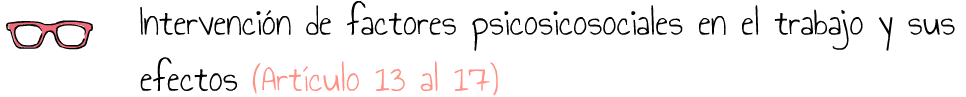 Intervención de factores psicosicosociales en el trabajo y sus
efectos (Artículo 13 al 17)